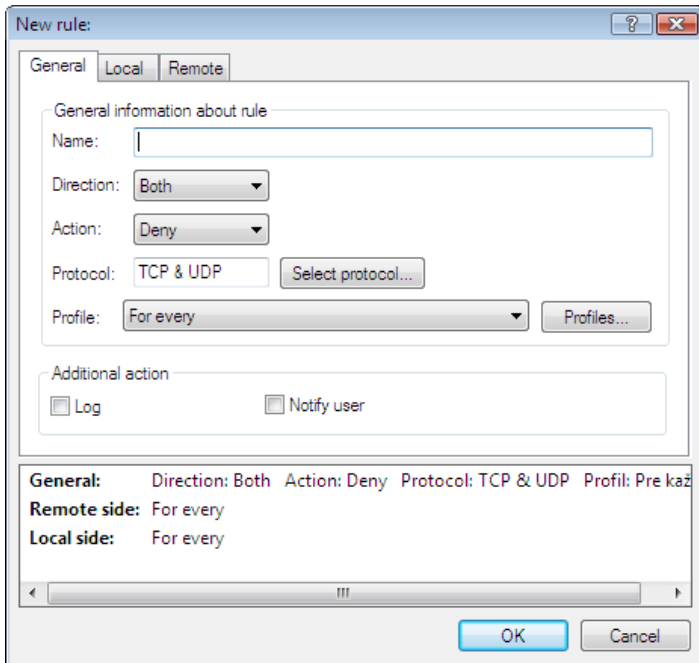 New rule:
General Local Remote
General information about rule
Name:
Direction: Both
Action: Deny
Protocol: TCP & UDP Select protocol...
Profile: For every Profiles...
Additional action
Log Notify user
General: Direction: Both Action: Deny Protocol: TCP & UDP Profil: Pre kaž
Remote side: For every
Local side: For every
OK Cancel